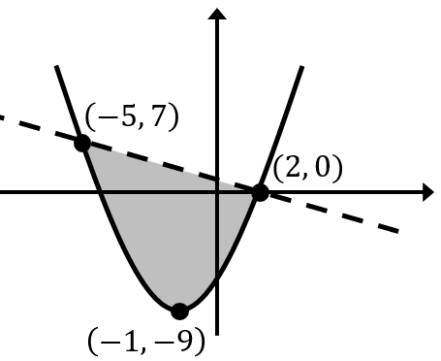 (−5, 7)
(2, 0)
(−1, −9)